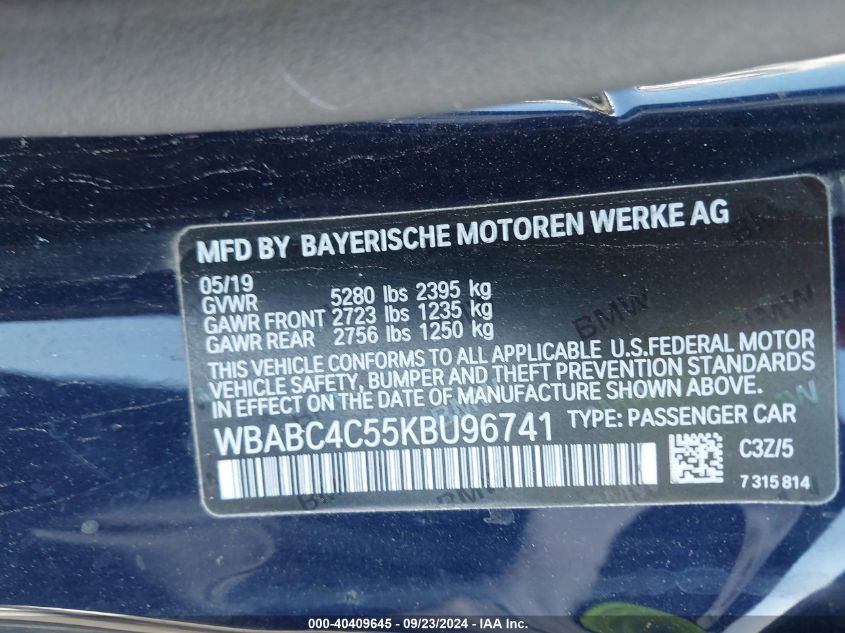 MFD BY BAYERISCHE MOTOREN WERKE AG
05/19
GVWR 5280 lbs 2395 kg
GAWR FRONT 2723 lbs 1235 kg
GAWR REAR 2756 lbs 1250 kg
THIS VEHICLE CONFORMS TO ALL APPLICABLE U.S.FEDERAL MOTOR
VEHICLE SAFETY, BUMPER AND THEFT PREVENTION STANDARDS
IN EFFECT ON THE DATE OF MANUFACTURE SHOWN ABOVE.
WBABC4C55KBU96741 TYPE: PASSENGER CAR
C3Z/5
7 315 814
BMW
BMW
BMW
000-40409645 - 09/23/2024 - IAA, Inc.